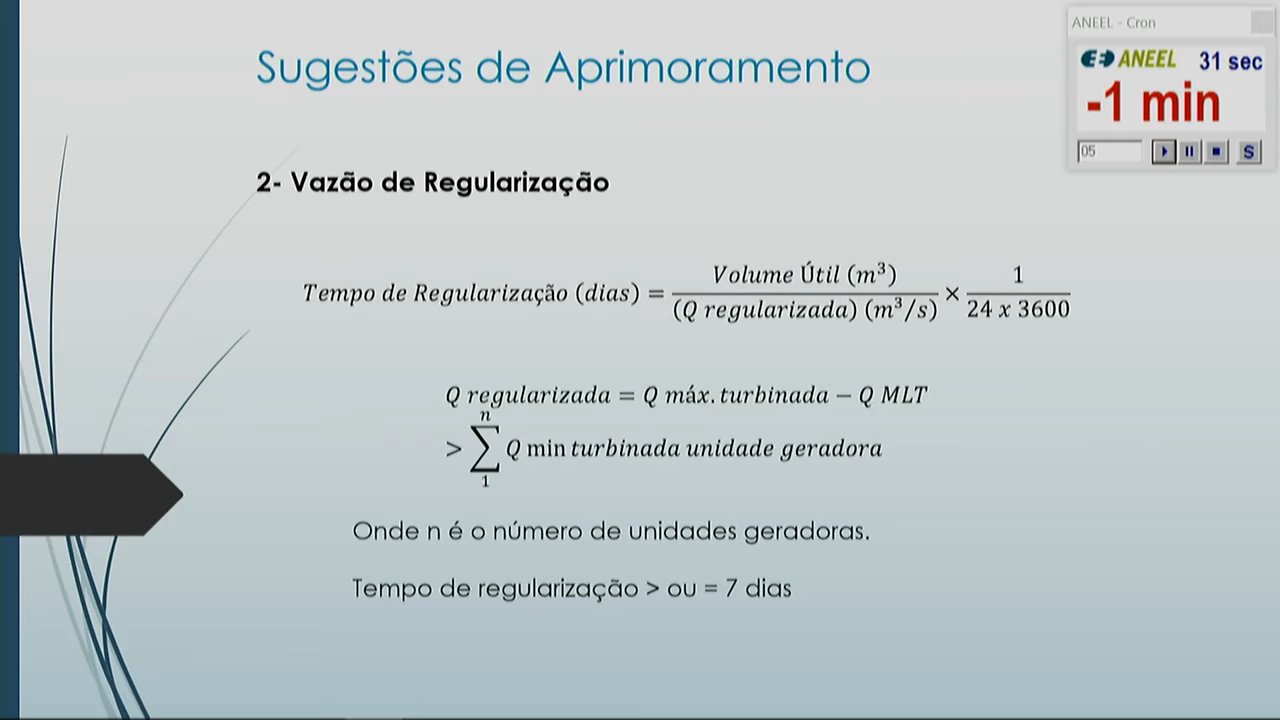 Sugestões de Aprimoramento
ANEEL - Cron
ANEEL 31 sec
-1 min
05
S
2- Vazão de Regularização
Tempo de Regularização (dias) = Volume Útil (m³) / (Q regularizada) (m³/s) × 1 / 24 x 3600
Q regularizada = Q máx. turbinada − Q MLT
> ∑ n 1 Q min turbinada unidade geradora
Onde n é o número de unidades geradoras.
Tempo de regularização > ou = 7 dias